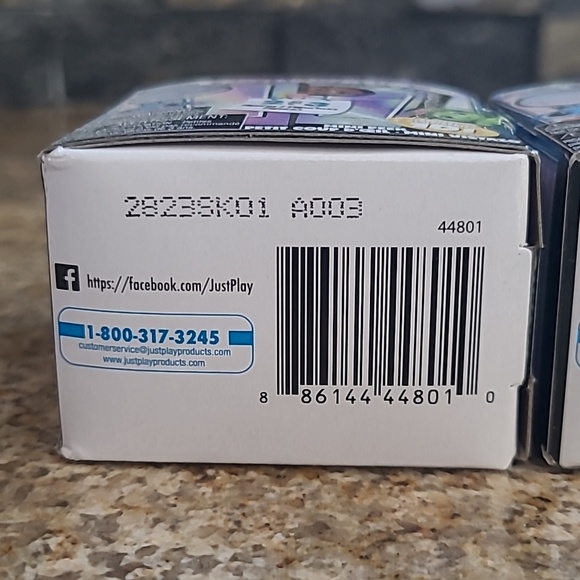 28238K01 A003
44801
https://facebook.com/JustPlay
1-800-317-3245
customerservice@justplayproducts.com
www.justplayproducts.com
8 86144 44801 0